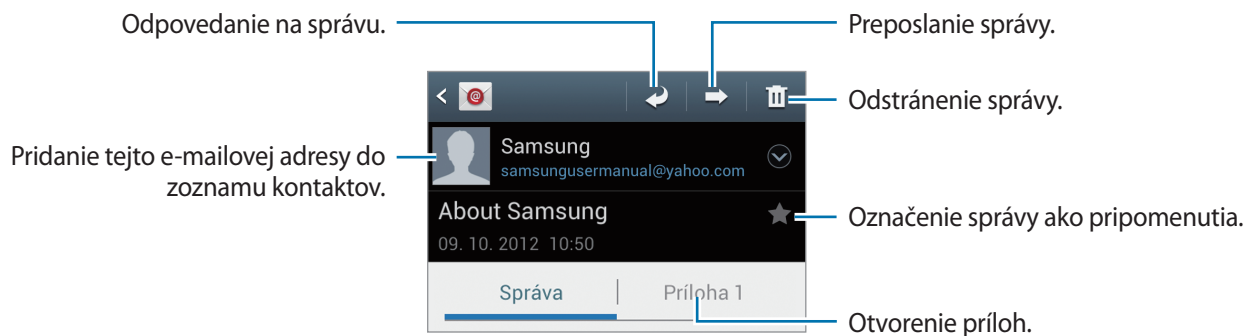 Odpovedanie na správu.
Preposlanie správy.
Odstránenie správy.
Pridanie tejto e-mailovej adresy do
zoznamu kontaktov.
Samsung
samsungusermanual@yahoo.com
About Samsung
09. 10. 2012 10:50
Označenie správy ako pripomenutia.
Správa
Príloha 1
Otvorenie príloh.